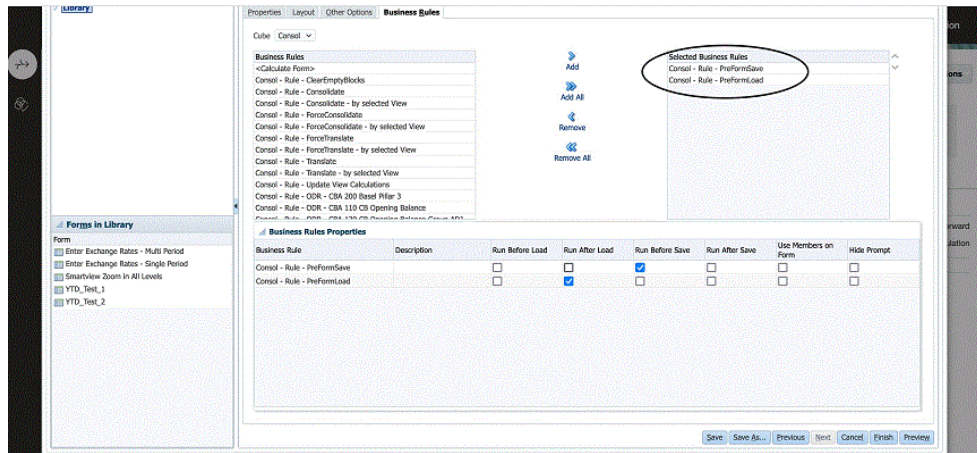 Library
Properties Layout Other Options Business Rules
Cube Consol
Business Rules
<Calculate Form>
Consol - Rule - ClearEmptyBlocks
Consol - Rule - Consolidate
Consol - Rule - Consolidate - by selected View
Consol - Rule - ForceConsolidate
Consol - Rule - ForceConsolidate - by selected View
Consol - Rule - ForceTranslate
Consol - Rule - ForceTranslate - by selected View
Consol - Rule - Translate
Consol - Rule - Translate - by selected View
Consol - Rule - Update View Calculations
Consol - Rule - ODR - CBA 200 Basel Pillar 3
Consol - Rule - ODR - CBA 110 CB Opening Balance
Add
Add All
Remove
Remove All
Selected Business Rules
Consol - Rule - PreFormSave
Consol - Rule - PreFormLoad
Forms in Library
Form
Enter Exchange Rates - Multi Period
Enter Exchange Rates - Single Period
Smartview Zoom in All Levels
YTD_Test_1
YTD_Test_2
Business Rules Properties
Business Rule Description Run Before Load Run After Load Run Before Save Run After Save Use Members on Form Hide Prompt
Consol - Rule - PreFormSave
Consol - Rule - PreFormLoad
Save Save As... Previous Next Cancel Finish Preview